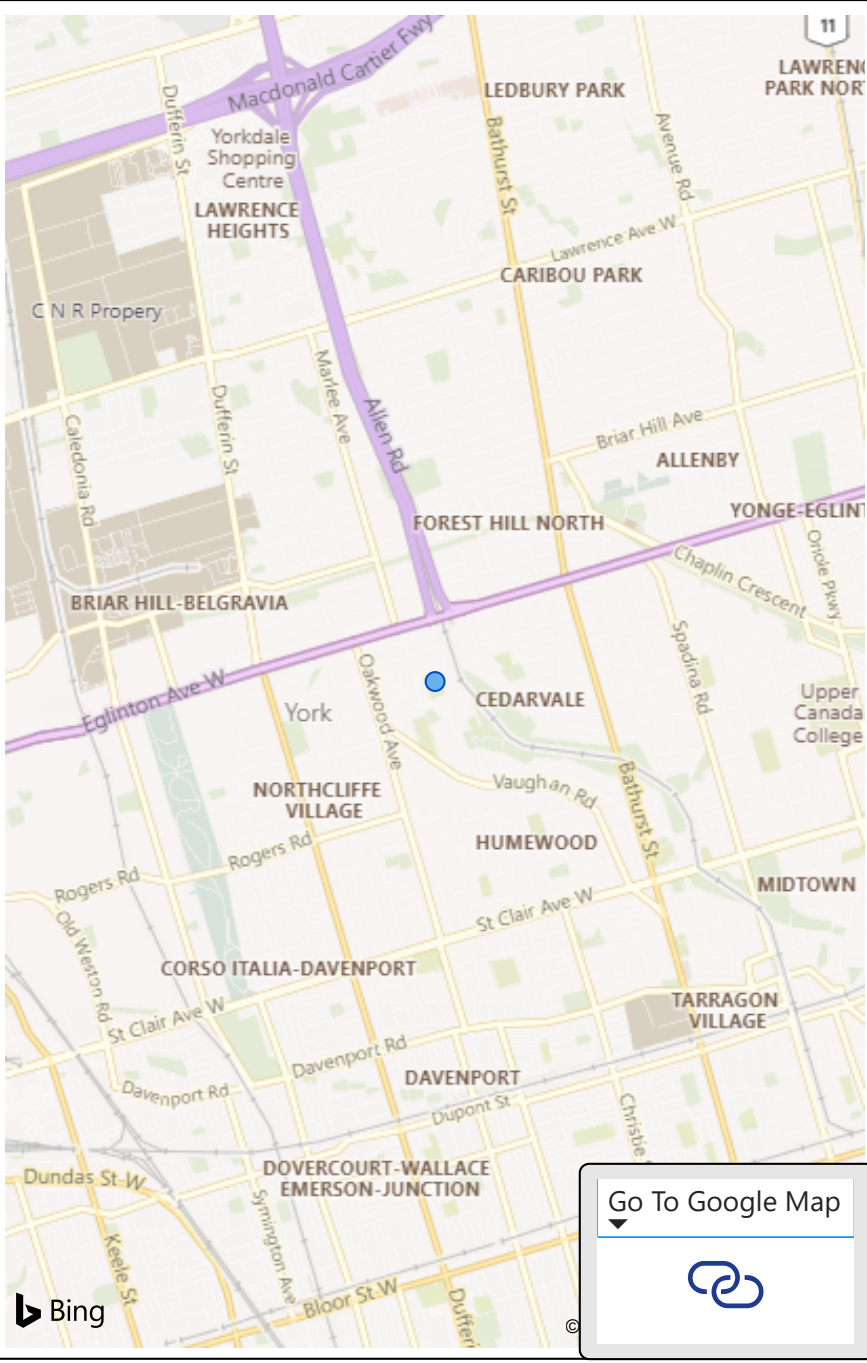 11
Macdonald Cartier Fwy
LAWRENC
PARK NOR
LEDBURY PARK
Dufferin St
Yorkdale
Shopping
Centre
Bathurst St
Avenue Rd
LAWRENCE
HEIGHTS
Lawrence Ave W
CARIBOU PARK
C N R Propery
Marlee Ave
Allen Rd
Dufferin St
Caledonia Rd
Briar Hill Ave
ALLENBY
YONGE-EGLINT
FOREST HILL NORTH
Oriole Pkwy
Chaplin Crescent
BRIAR HILL-BELGRAVIA
Spadina Rd
Oakwood Ave
Eglinton Ave W
York
CEDARVALE
Upper
Canada
College
Vaughan Rd
Bathurst St
NORTHCLIFFE
VILLAGE
HUMEWOOD
Rogers Rd
Rogers Rd
MIDTOWN
Old Weston Rd
St Clair Ave W
CORSO ITALIA-DAVENPORT
TARRAGON
VILLAGE
St Clair Ave W
Davenport Rd
DAVENPORT
Davenport Rd
Dupont St
Christie
DOVERCOURT-WALLACE
EMERSON-JUNCTION
Dundas St W
Symington Ave
Keele St
Bloor St W
Dufferi
Bing
©
Go To Google Map